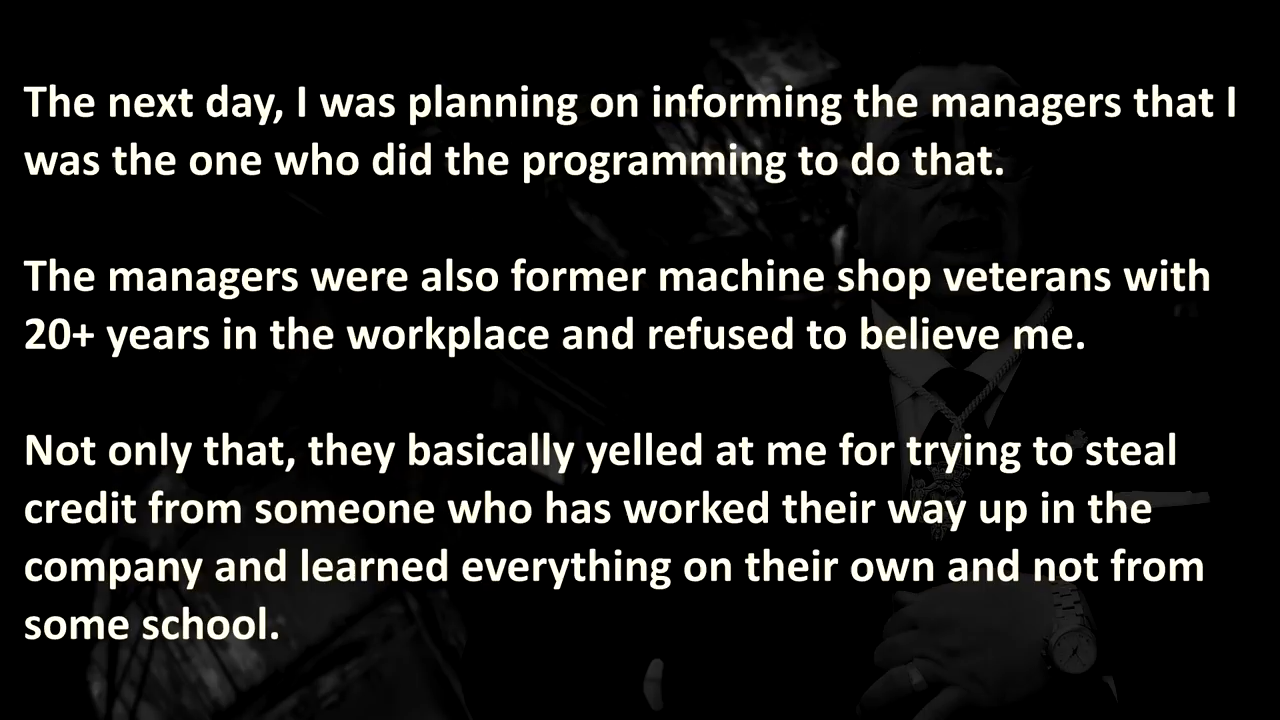 The next day, I was planning on informing the managers that I
was the one who did the programming to do that.
The managers were also former machine shop veterans with
20+ years in the workplace and refused to believe me.
Not only that, they basically yelled at me for trying to steal
credit from someone who has worked their way up in the
company and learned everything on their own and not from
some school.